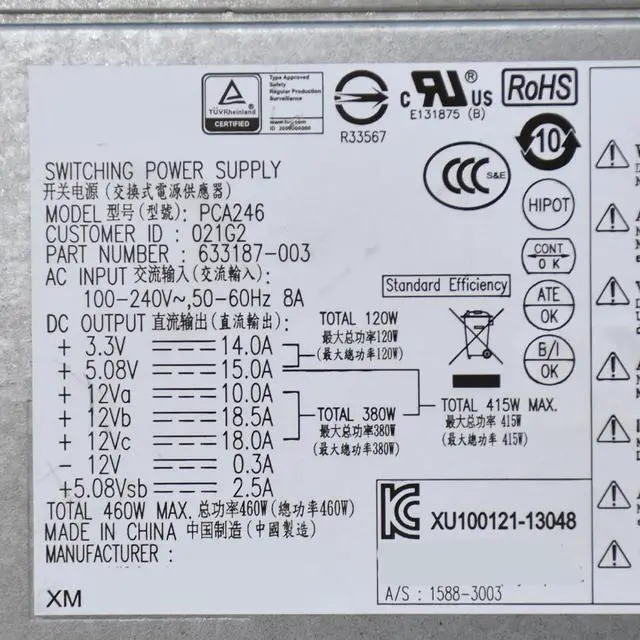 TÜVRheinland
CERTIFIED
Type Approved
Safety
Regular Production
Surveillance
R33567
c RU US ®
E131875 (B)
RoHS
10
CCC S&E
HIPOT
CONT
OK
ATE
OK
B/I
OK
SWITCHING POWER SUPPLY
开关电源 (交換式電源供應器)
MODEL 型号(型號): PCA246
CUSTOMER ID : 021G2
PART NUMBER : 633187-003
AC INPUT 交流输入(交流輸入):
100-240V~,50-60Hz 8A
Standard Efficiency
DC OUTPUT 直流输出(直流輸出):
+ 3.3V 14.0A
+ 5.08V 15.0A
+ 12Va 10.0A
+ 12Vb 18.5A
+ 12Vc 18.0A
- 12V 0.3A
+5.08Vsb 2.5A
TOTAL 120W
最大总功率120W
(最大總功率120W)
TOTAL 380W
最大总功率380W
(最大總功率380W)
TOTAL 415W MAX.
最大总功率 415W
(最大總功率 415W)
TOTAL 460W MAX. 总功率460W(總功率460W)
MADE IN CHINA 中国制造 (中國製造)
MANUFACTURER :
XM
XU100121-13048
A/S : 1588-3003